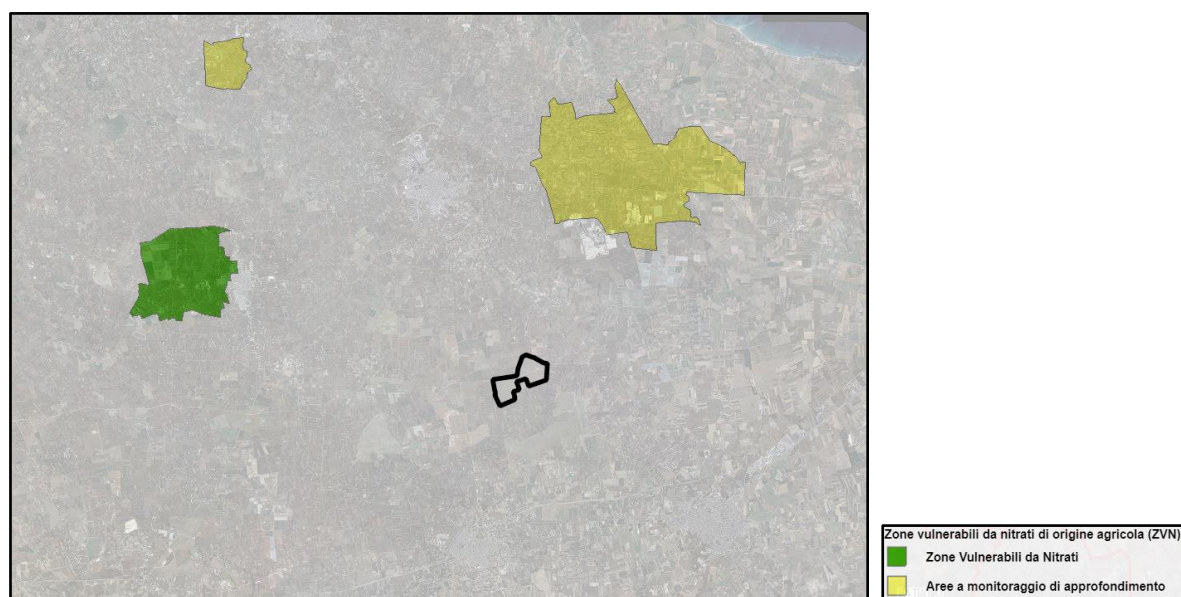 Zone vulnerabili da nitrati di origine agricola (ZVN)
Zone Vulnerabili da Nitrati
Aree a monitoraggio di approfondimento